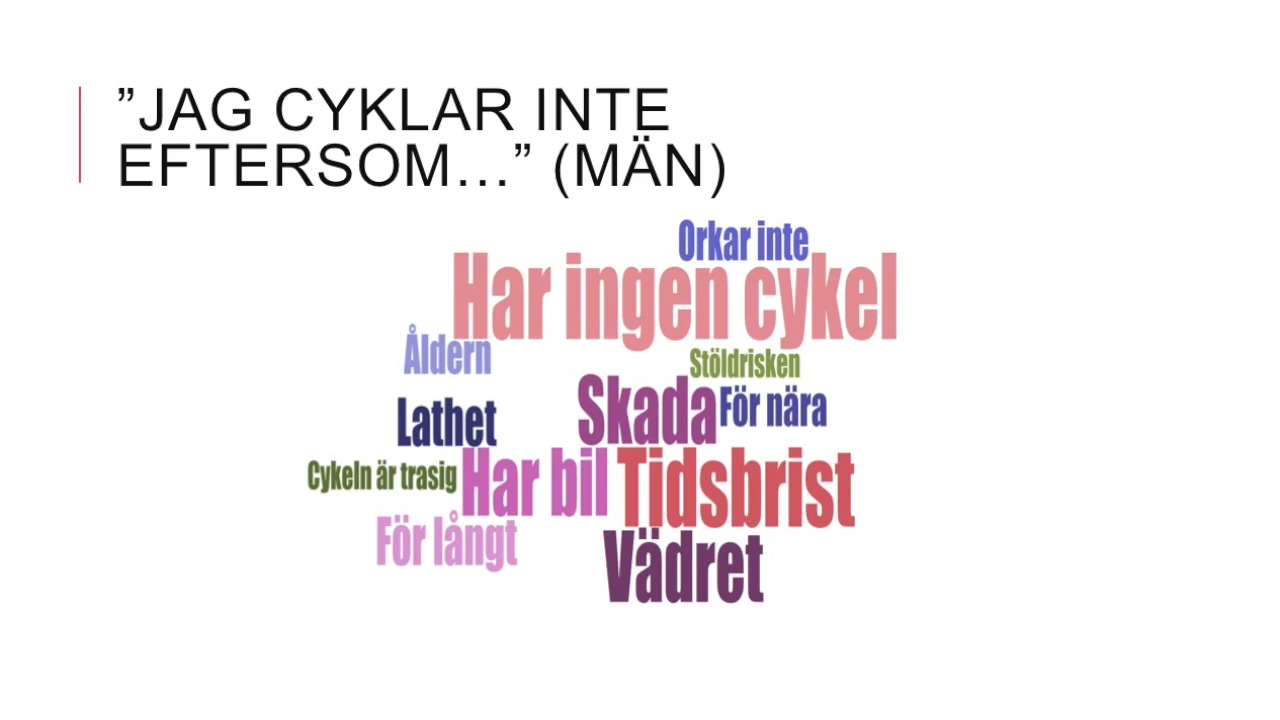 ”JAG CYKLAR INTE
EFTERSOM…” (MÄN)
Orkar inte
Har ingen cykel
Åldern
Stöldrisken
Skada
För nära
Lathet
Har bil
Tidsbrist
Cykeln är trasig
För långt
Vädret